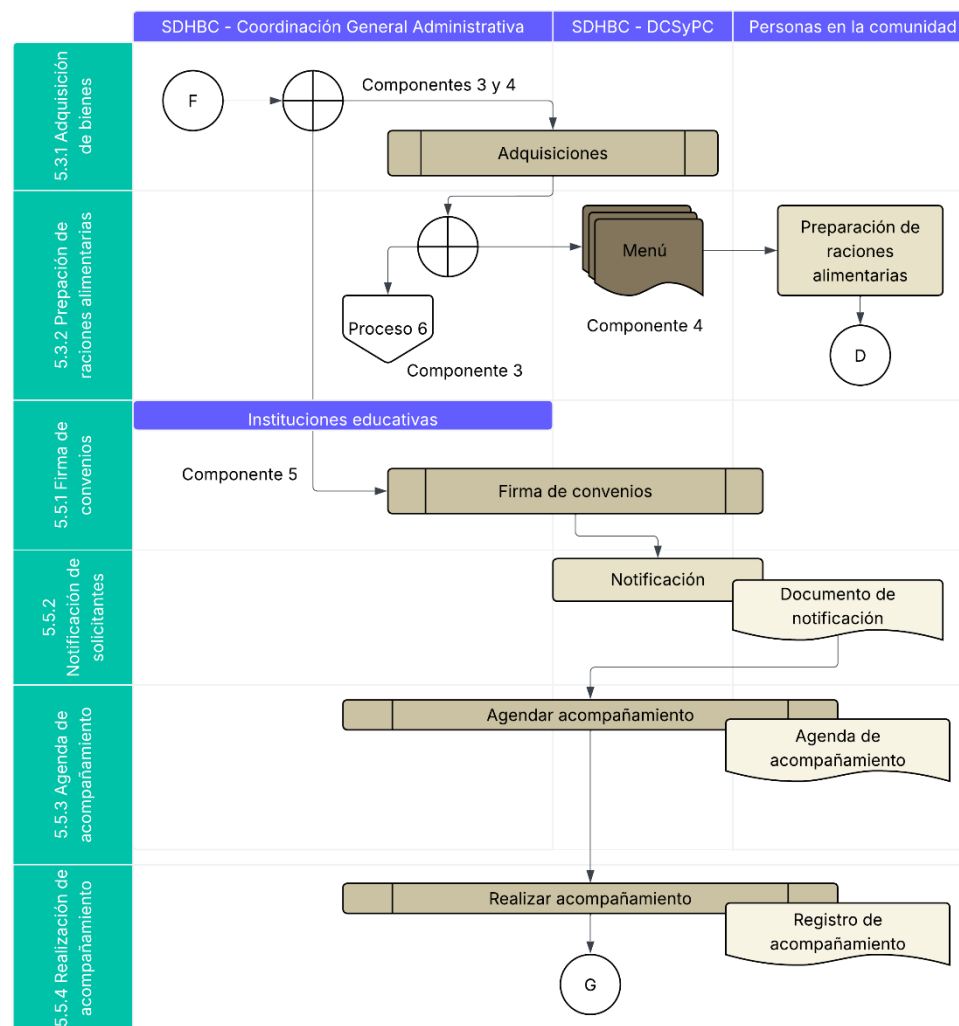 SDHBC - Coordinación General Administrativa
SDHBC - DCSyPC
Personas en la comunidad
5.3.1 Adquisición
de bienes
F
Componentes 3 y 4
Adquisiciones
5.3.2 Prepación de
raciones alimentarias
Menú
Preparación de
raciones
alimentarias
Proceso 6
Componente 4
D
Componente 3
Instituciones educativas
5.5.1 Firma de
convenios
Componente 5
Firma de convenios
5.5.2
Notificación de
solicitantes
Notificación
Documento de
notificación
5.5.3 Agenda de
acompañamiento
Agendar acompañamiento
Agenda de
acompañamiento
5.5.4 Realización de
acompañamiento
Realizar acompañamiento
Registro de
acompañamiento
G